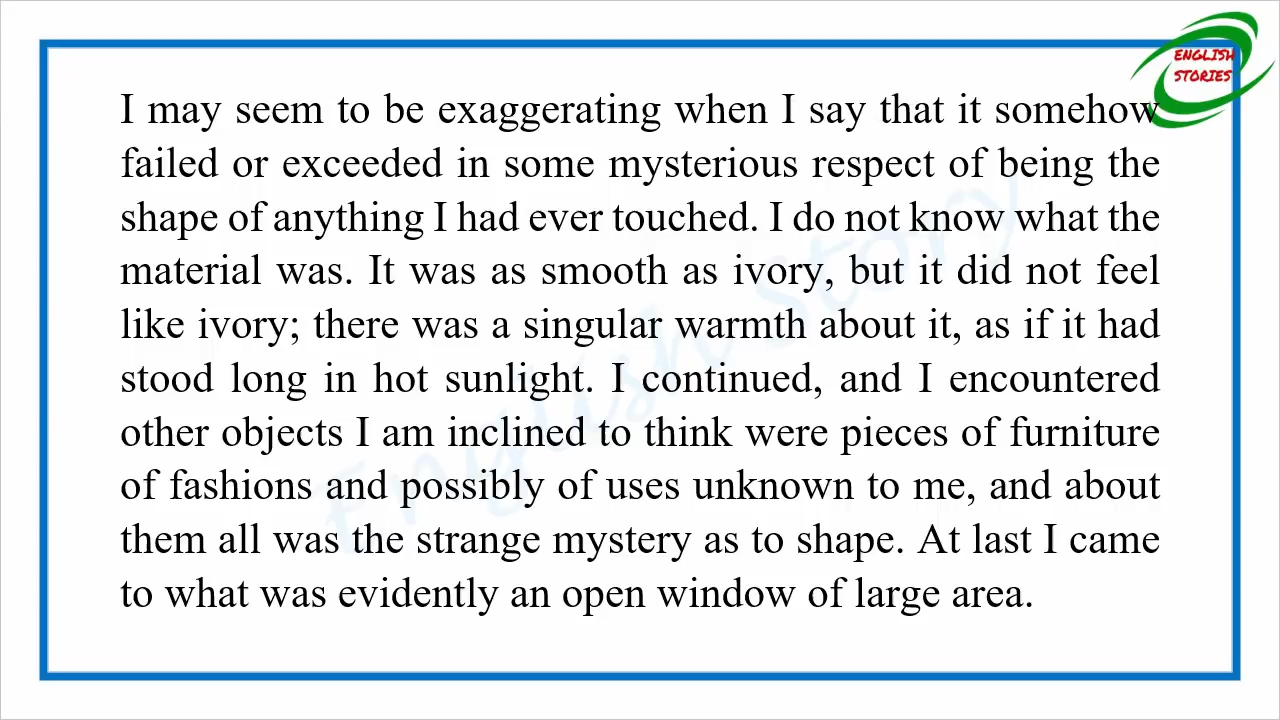 ENGLISH
STORIES
I may seem to be exaggerating when I say that it somehow
failed or exceeded in some mysterious respect of being the
shape of anything I had ever touched. I do not know what the
material was. It was as smooth as ivory, but it did not feel
like ivory; there was a singular warmth about it, as if it had
stood long in hot sunlight. I continued, and I encountered
other objects I am inclined to think were pieces of furniture
of fashions and possibly of uses unknown to me, and about
them all was the strange mystery as to shape. At last I came
to what was evidently an open window of large area.
English Story